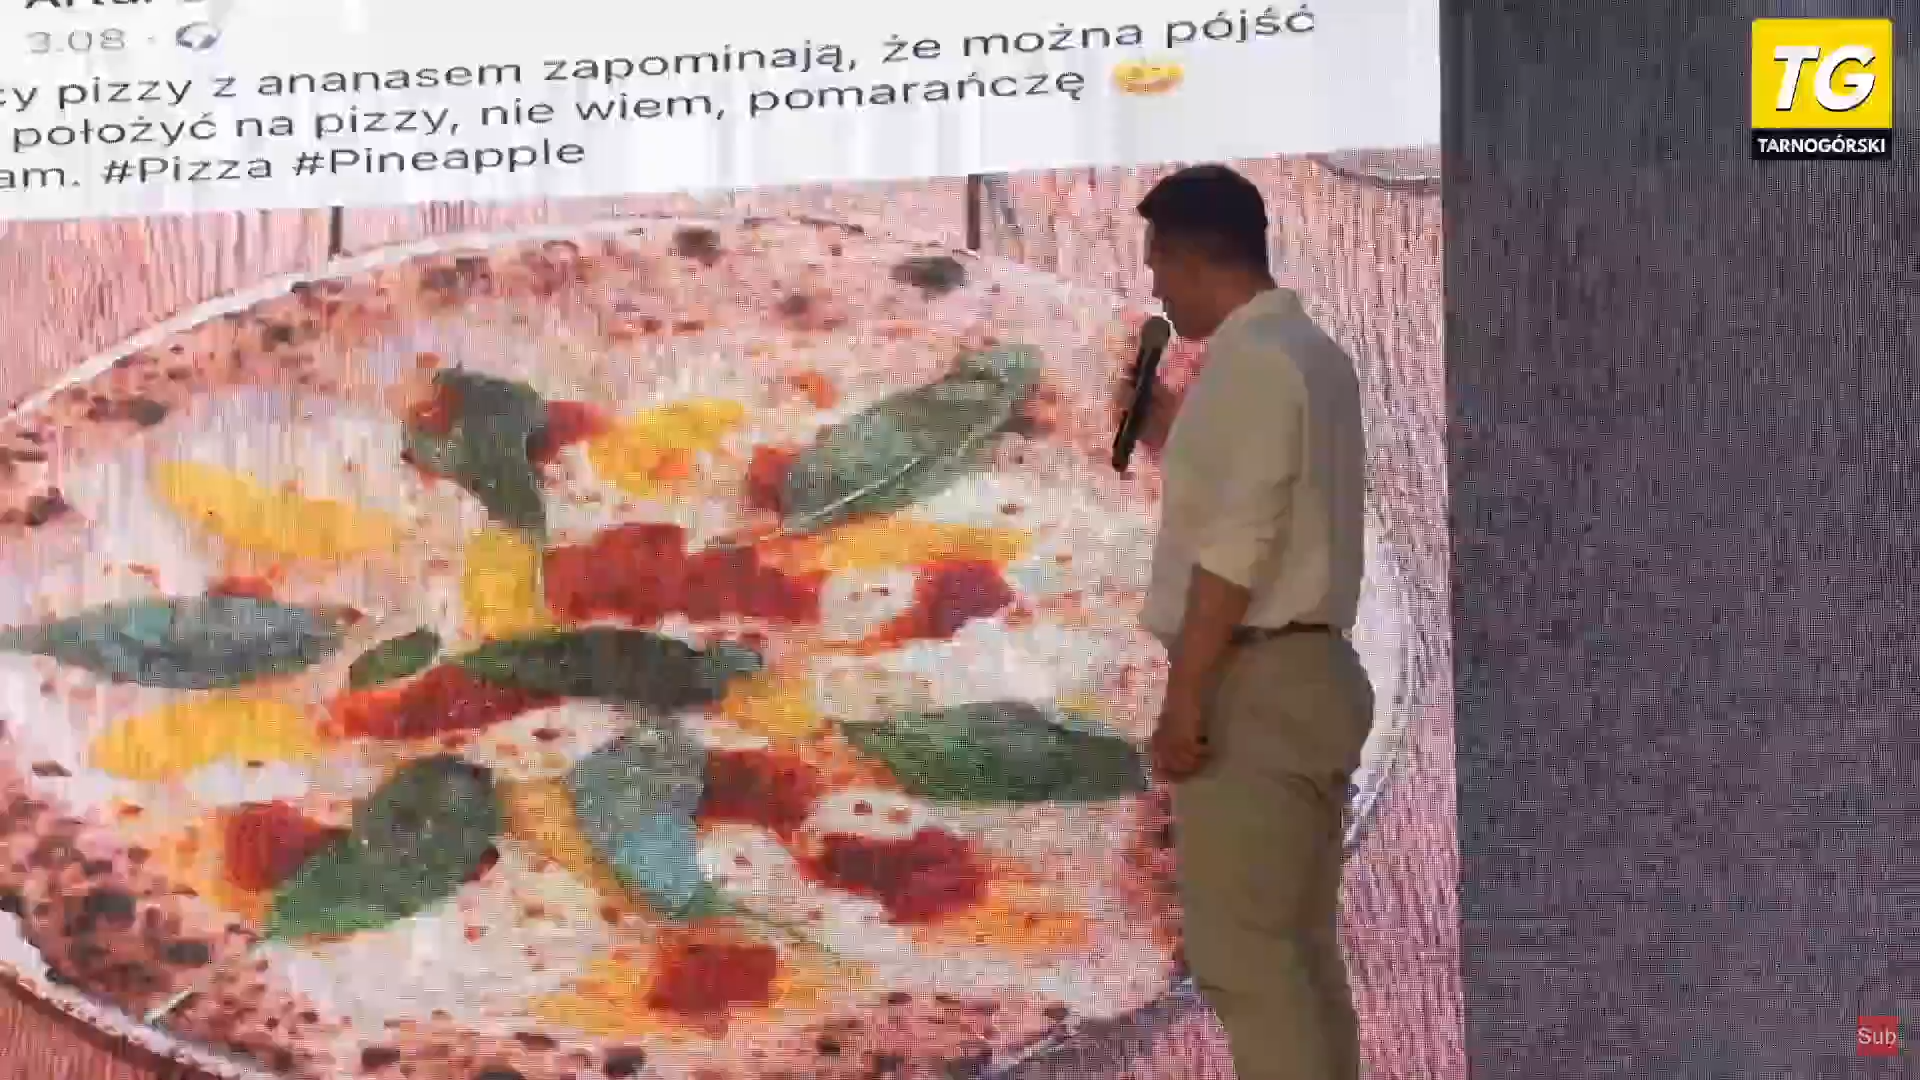 3.08
pizzy z ananasem zapominają, że można pójść
położyć na pizzy, nie wiem, pomarańczę
#Pizza #Pineapple
TG
TARNOGÓRSKI
Sub